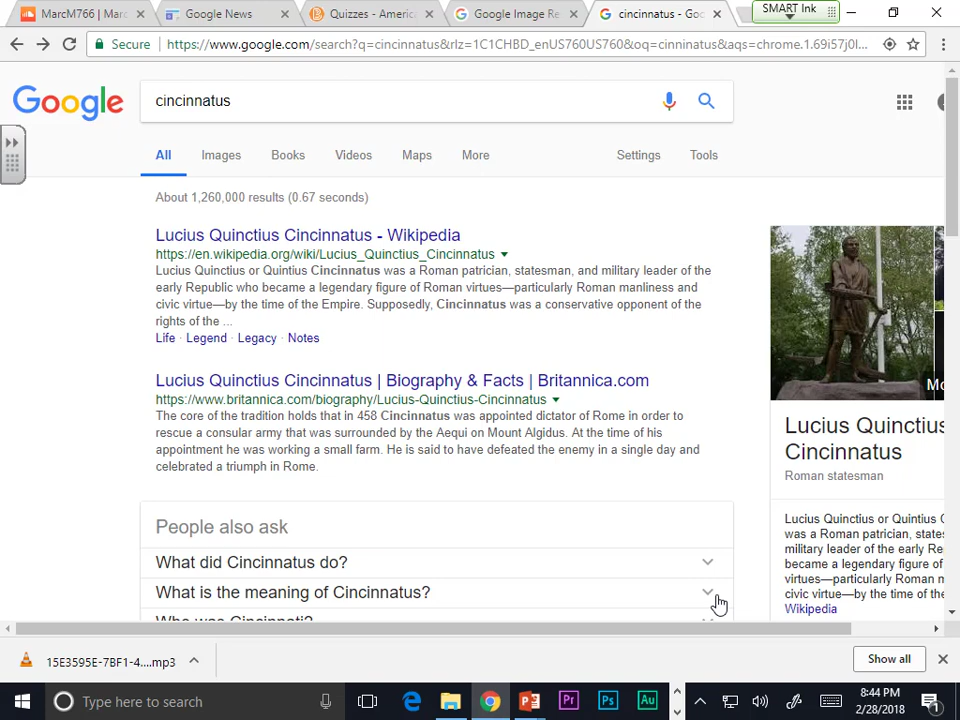 MarcM766 | Marc
Google News
Quizzes - Americ
Google Image Re
cincinnatus - Goo
SMART Ink
Secure
https://www.google.com/search?q=cincinnatus&rlz=1C1CHBD_enUS760US760&oq=cinninatus&aqs=chrome.1.69i57j0l...
Google
cincinnatus
All
Images
Books
Videos
Maps
More
Settings
Tools
About 1,260,000 results (0.67 seconds)
Lucius Quinctius Cincinnatus - Wikipedia
https://en.wikipedia.org/wiki/Lucius_Quinctius_Cincinnatus
Lucius Quinctius or Quintius Cincinnatus was a Roman patrician, statesman, and military leader of the
early Republic who became a legendary figure of Roman virtues—particularly Roman manliness and
civic virtue—by the time of the Empire. Supposedly, Cincinnatus was a conservative opponent of the
rights of the ...
Life · Legend · Legacy · Notes
Lucius Quinctius Cincinnatus | Biography & Facts | Britannica.com
https://www.britannica.com/biography/Lucius-Quinctius-Cincinnatus
The core of the tradition holds that in 458 Cincinnatus was appointed dictator of Rome in order to
rescue a consular army that was surrounded by the Aequi on Mount Algidus. At the time of his
appointment he was working a small farm. He is said to have defeated the enemy in a single day and
celebrated a triumph in Rome.
People also ask
What did Cincinnatus do?
What is the meaning of Cincinnatus?
Who was Cincinnati?
Mo
Lucius Quinctius
Cincinnatus
Roman statesman
Lucius Quinctius or Quintius C
was a Roman patrician, states
military leader of the early Re
became a legendary figure of
virtues—particularly Roman m
civic virtue—by the time of the
Wikipedia
15E3595E-7BF1-4....mp3
Show all
Type here to search
Pr
Ps
Au
8:44 PM
2/28/2018
1